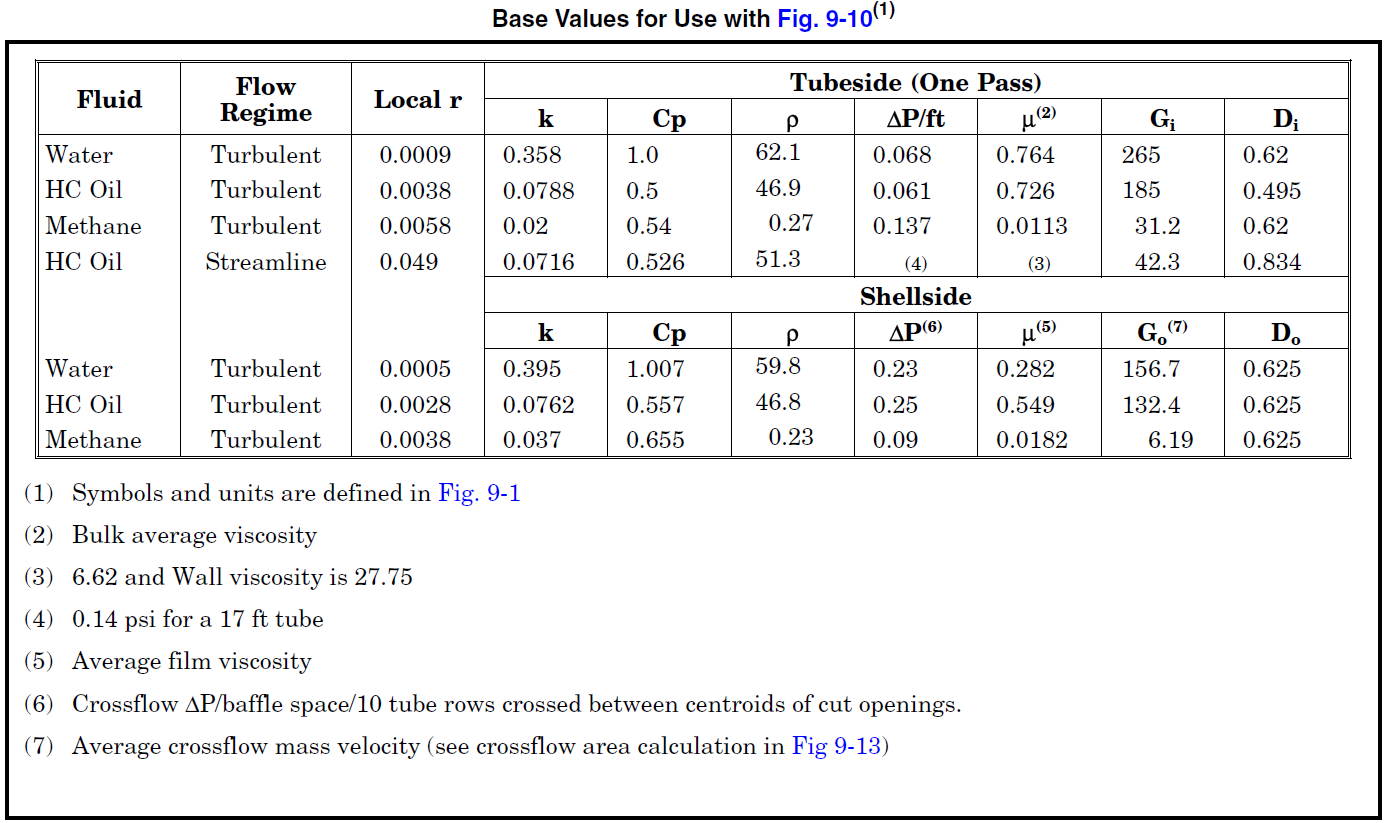 Base Values for Use with Fig. 9-10(1)
Fluid Flow Regime Local r Tubeside (One Pass)
k Cp ρ ΔP/ft μ(2) Gi Di
Water Turbulent 0.0009 0.358 1.0 62.1 0.068 0.764 265 0.62
HC Oil Turbulent 0.0038 0.0788 0.5 46.9 0.061 0.726 185 0.495
Methane Turbulent 0.0058 0.02 0.54 0.27 0.137 0.0113 31.2 0.62
HC Oil Streamline 0.049 0.0716 0.526 51.3 (4) (3) 42.3 0.834
Shellside
k Cp ρ ΔP(6) μ(5) Go(7) Do
Water Turbulent 0.0005 0.395 1.007 59.8 0.23 0.282 156.7 0.625
HC Oil Turbulent 0.0028 0.0762 0.557 46.8 0.25 0.549 132.4 0.625
Methane Turbulent 0.0038 0.037 0.655 0.23 0.09 0.0182 6.19 0.625
(1) Symbols and units are defined in Fig. 9-1
(2) Bulk average viscosity
(3) 6.62 and Wall viscosity is 27.75
(4) 0.14 psi for a 17 ft tube
(5) Average film viscosity
(6) Crossflow ΔP/baffle space/10 tube rows crossed between centroids of cut openings.
(7) Average crossflow mass velocity (see crossflow area calculation in Fig 9-13)